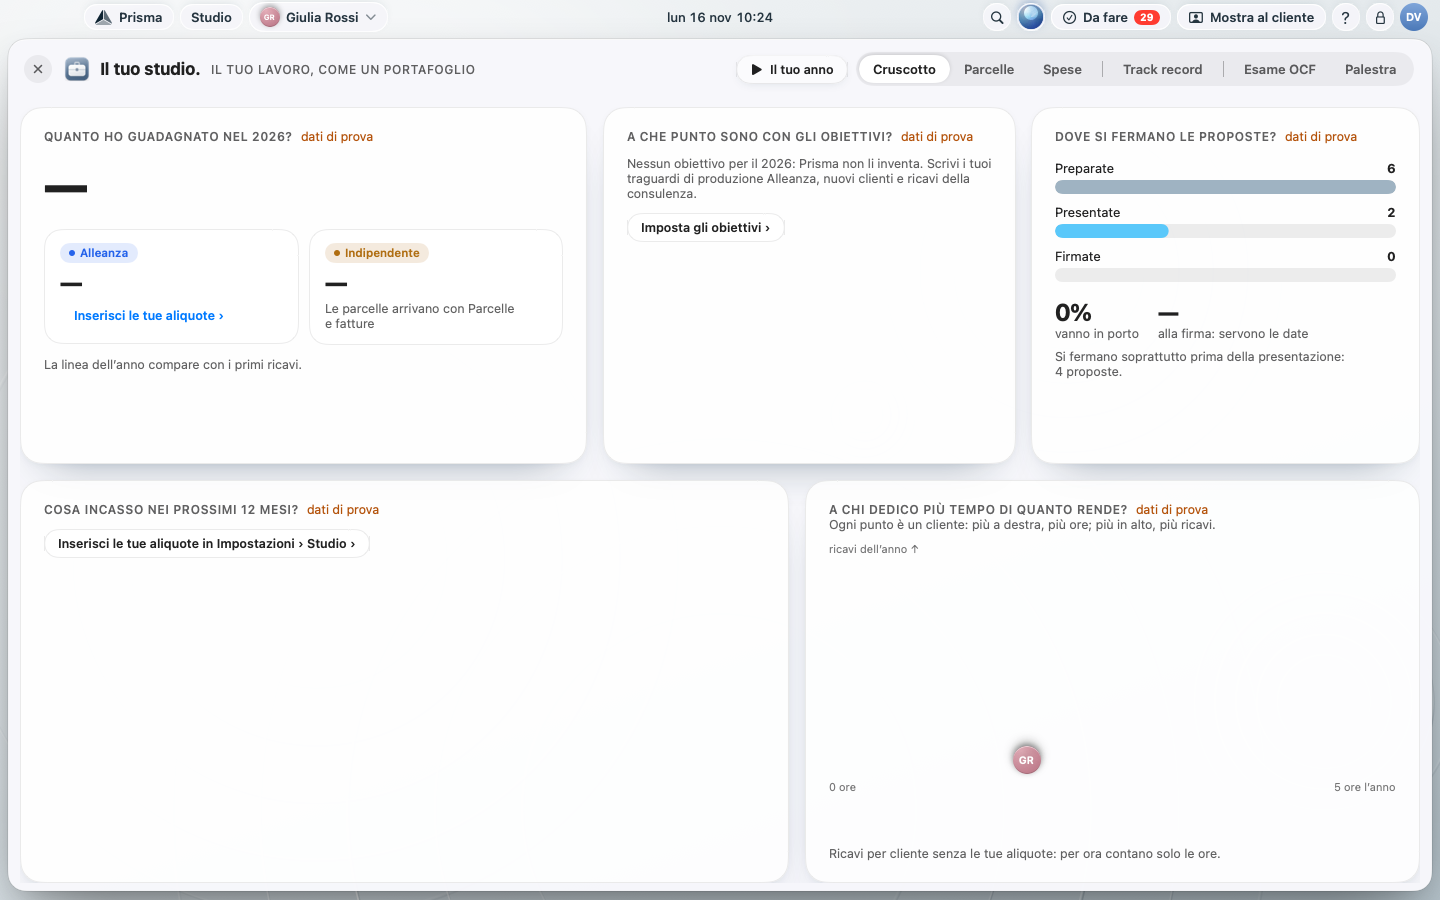 Prisma
Studio
GR
Giulia Rossi
lun 16 nov 10:24
Da fare 29
Mostra al cliente
?
DV
Il tuo studio. IL TUO LAVORO, COME UN PORTAFOGLIO
Il tuo anno
Cruscotto
Parcelle
Spese
Track record
Esame OCF
Palestra
QUANTO HO GUADAGNATO NEL 2026? dati di prova
—
Alleanza
—
Inserisci le tue aliquote ›
Indipendente
—
Le parcelle arrivano con Parcelle
e fatture
La linea dell'anno compare con i primi ricavi.
A CHE PUNTO SONO CON GLI OBIETTIVI? dati di prova
Nessun obiettivo per il 2026: Prisma non li inventa. Scrivi i tuoi
traguardi di produzione Alleanza, nuovi clienti e ricavi della
consulenza.
Imposta gli obiettivi ›
DOVE SI FERMANO LE PROPOSTE? dati di prova
Preparate 6
Presentate 2
Firmate 0
0%
vanno in porto
—
alla firma: servono le date
Si fermano soprattutto prima della presentazione:
4 proposte.
COSA INCASSO NEI PROSSIMI 12 MESI? dati di prova
Inserisci le tue aliquote in Impostazioni › Studio ›
A CHI DEDICO PIÙ TEMPO DI QUANTO RENDE? dati di prova
Ogni punto è un cliente: più a destra, più ore; più in alto, più ricavi.
ricavi dell'anno ↑
GR
0 ore
5 ore l'anno
Ricavi per cliente senza le tue aliquote: per ora contano solo le ore.